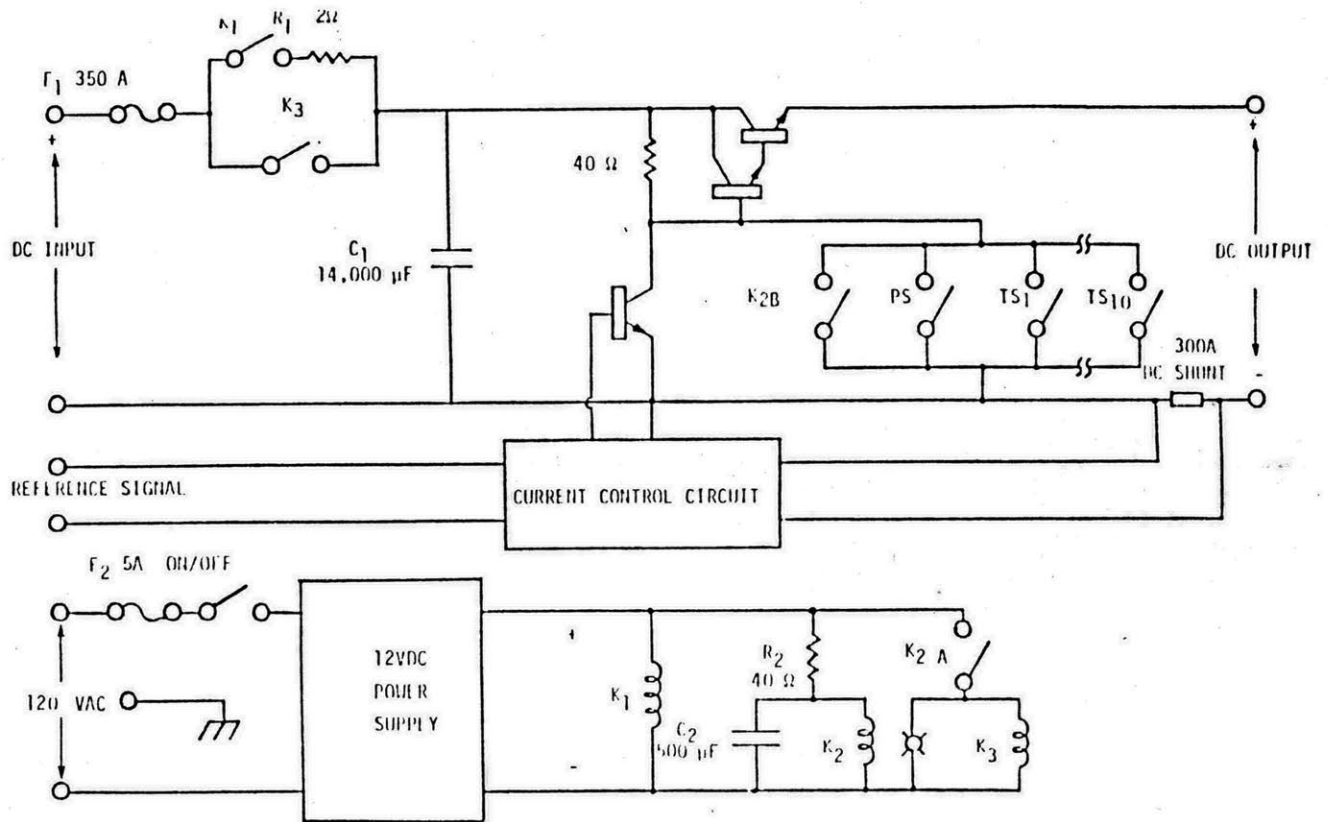 K1 R1 2Ω
F1 350 A
K3
+
+
40 Ω
DC INPUT
C1
14,000 µF
K2B
PS
TS1
TS10
DC OUTPUT
300A
DC SHUNT
-
REFERENCE SIGNAL
CURRENT CONTROL CIRCUIT
F2 5A ON/OFF
12VDC
POWER
SUPPLY
+
-
120 VAC
K1
R2
40 Ω
C2
µF
K2
K2 A
K3